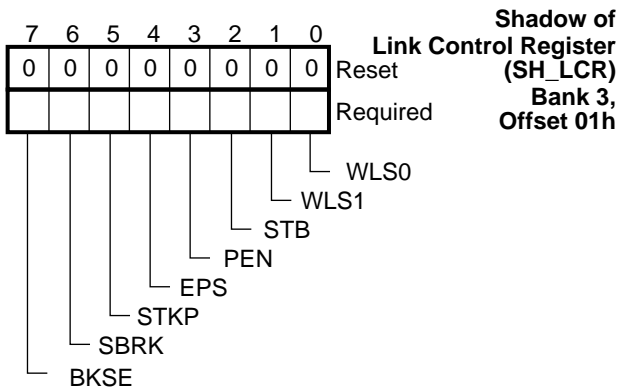 Shadow of
Link Control Register
(SH_LCR)
Bank 3,
Offset 01h
7 6 5 4 3 2 1 0
0 0 0 0 0 0 0 0 Reset
Required
WLS0
WLS1
STB
PEN
EPS
STKP
SBRK
BKSE